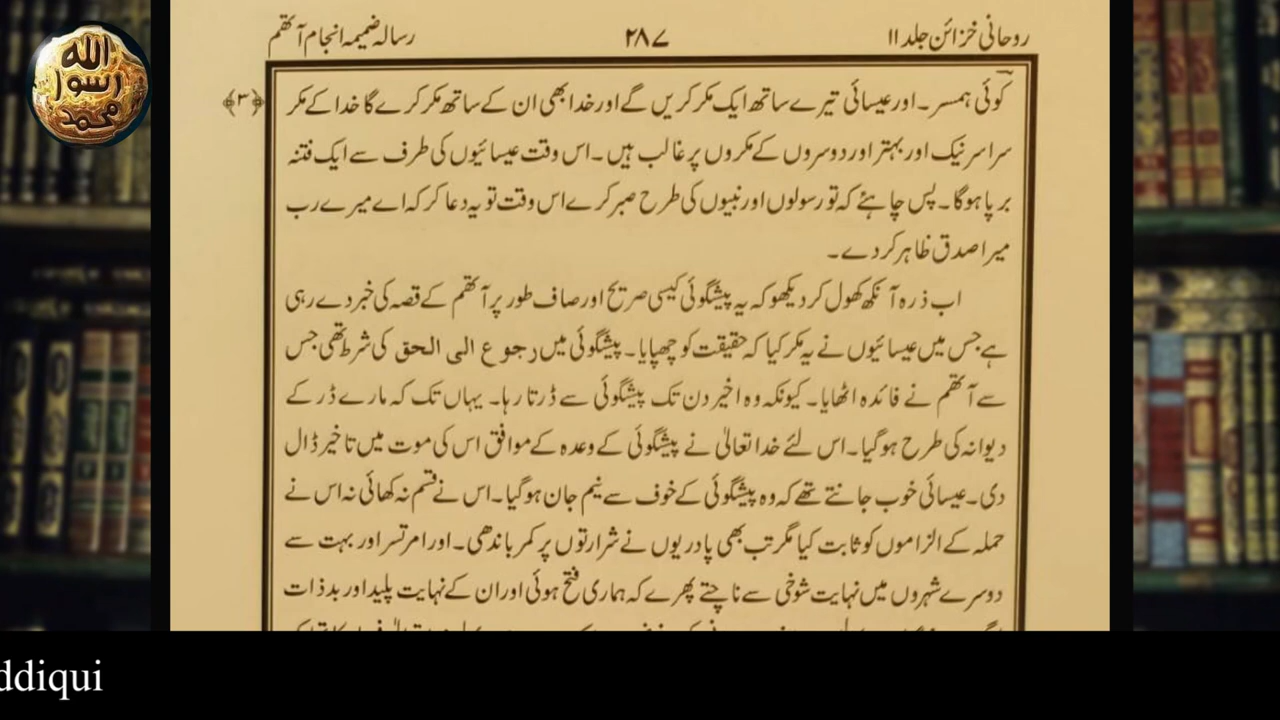 الله
رسول
محمد
روحانی خزائن جلد ۱۱
۲۸۷
رسالہ ضمیمہ انجام آتھم
کوئی ہمسر۔ اور عیسائی تیرے ساتھ ایک مکر کریں گے اور خدا بھی ان کے ساتھ مکر کرے گا خدا کے مکر
﴿۳﴾
سراسر نیک اور بہتر اور دوسروں کے مکروں پر غالب ہیں۔ اس وقت عیسائیوں کی طرف سے ایک فتنہ
برپا ہوگا۔ پس چاہئے کہ تو رسولوں اور نبیوں کی طرح صبر کرے اس وقت تو یہ دعا کر کہ اے میرے رب
میرا صدق ظاہر کر دے۔
اب ذرہ آنکھ کھول کر دیکھو کہ یہ پیشگوئی کیسی صریح اور صاف طور پر آتھم کے قصہ کی خبر دے رہی
ہے جس میں عیسائیوں نے یہ مکر کیا کہ حقیقت کو چھپایا۔ پیشگوئی میں رجوع الی الحق کی شرط تھی جس
سے آتھم نے فائدہ اٹھایا۔ کیونکہ وہ اخیر دن تک پیشگوئی سے ڈرتا رہا۔ یہاں تک کہ مارے ڈر کے
دیوانہ کی طرح ہوگیا۔ اس لئے خدا تعالیٰ نے پیشگوئی کے وعدہ کے موافق اس کی موت میں تاخیر ڈال
دی۔ عیسائی خوب جانتے تھے کہ وہ پیشگوئی کے خوف سے نیم جان ہوگیا۔ اس نے قسم نہ کھائی نہ اس نے
حملہ کے الزاموں کو ثابت کیا مگر تب بھی پادریوں نے شرارتوں پر کمر باندھی۔ اور امرتسر اور بہت سے
دوسرے شہروں میں نہایت شوخی سے ناچتے پھرے کہ ہماری فتح ہوئی اور ان کے نہایت پلید اور بدذات
ddiqui